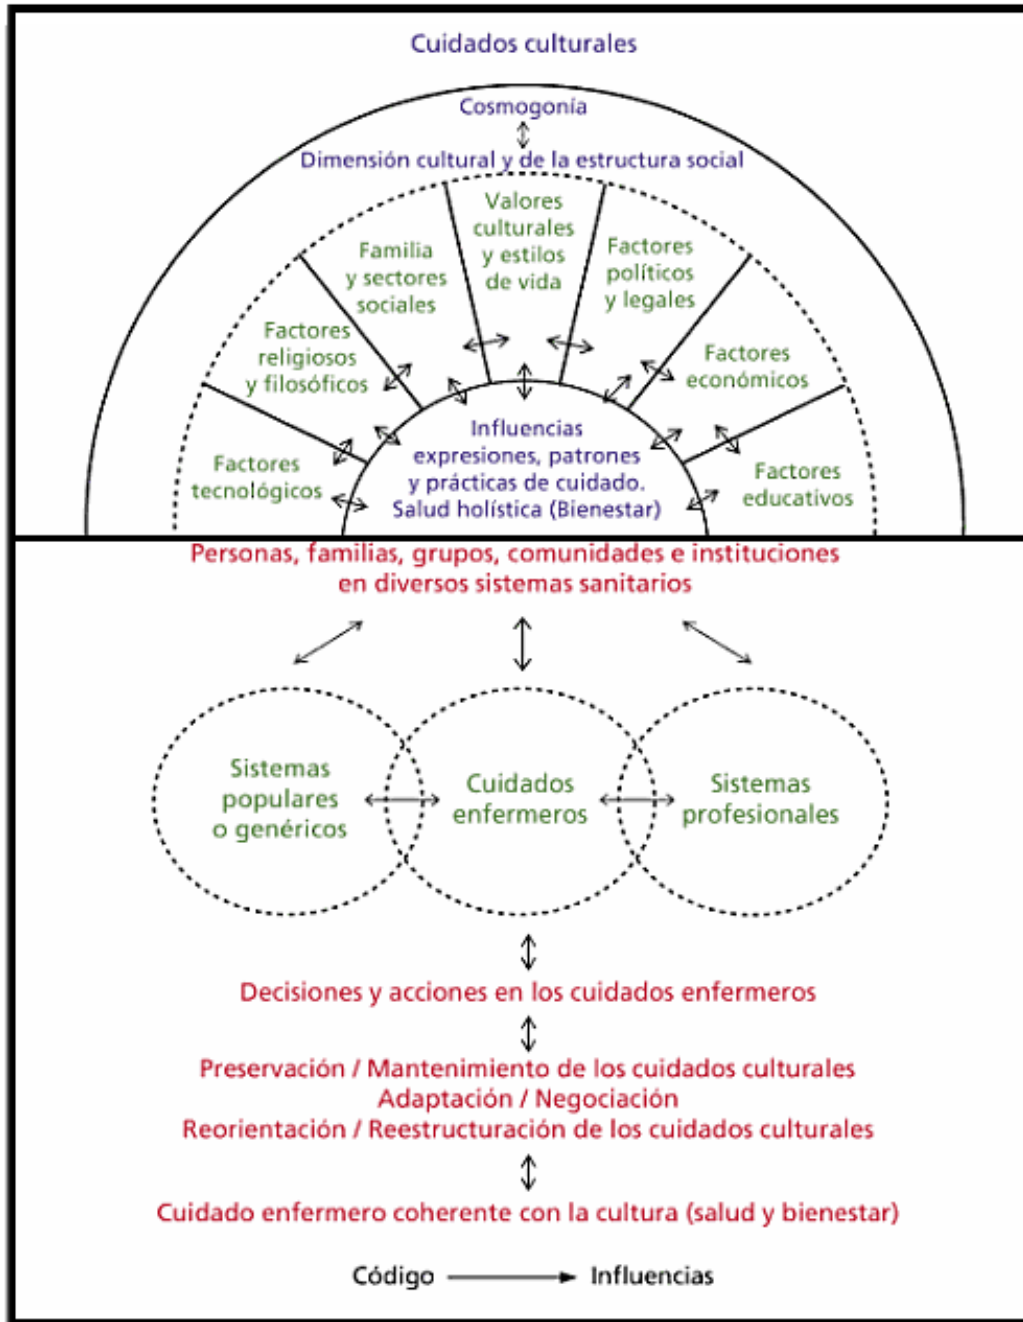 Cuidados culturales
Cosmogonía
Dimensión cultural y de la estructura social
Valores
culturales
y estilos
de vida
Familia
y sectores
sociales
Factores
políticos
y legales
Factores
religiosos
y filosóficos
Factores
económicos
Factores
tecnológicos
Factores
educativos
Influencias
expresiones, patrones
y prácticas de cuidado.
Salud holística (Bienestar)
Personas, familias, grupos, comunidades e instituciones
en diversos sistemas sanitarios
Sistemas
populares
o genéricos
Cuidados
enfermeros
Sistemas
profesionales
Decisiones y acciones en los cuidados enfermeros
Preservación / Mantenimiento de los cuidados culturales
Adaptación / Negociación
Reorientación / Reestructuración de los cuidados culturales
Cuidado enfermero coherente con la cultura (salud y bienestar)
Código Influencias